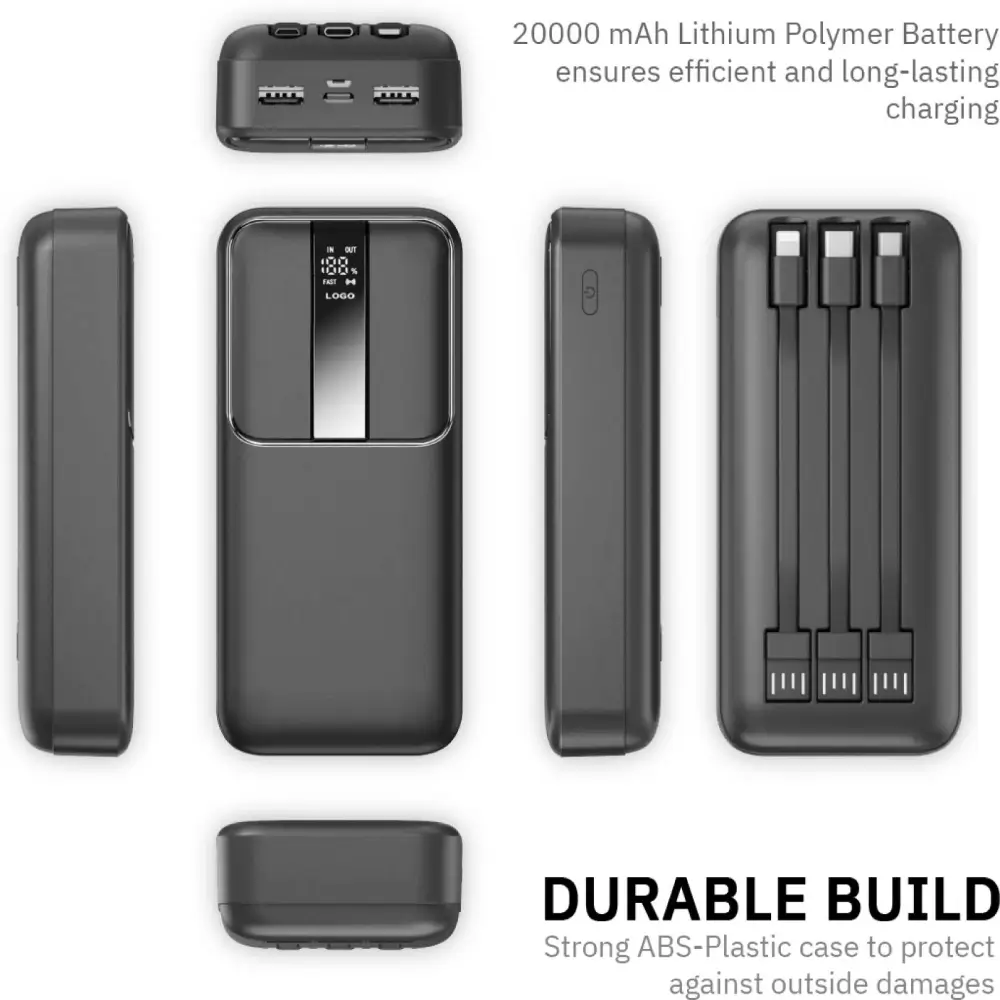 20000 mAh Lithium Polymer Battery
ensures efficient and long-lasting
charging
IN OUT
188%
FAST
LOGO
DURABLE BUILD
Strong ABS-Plastic case to protect
against outside damages